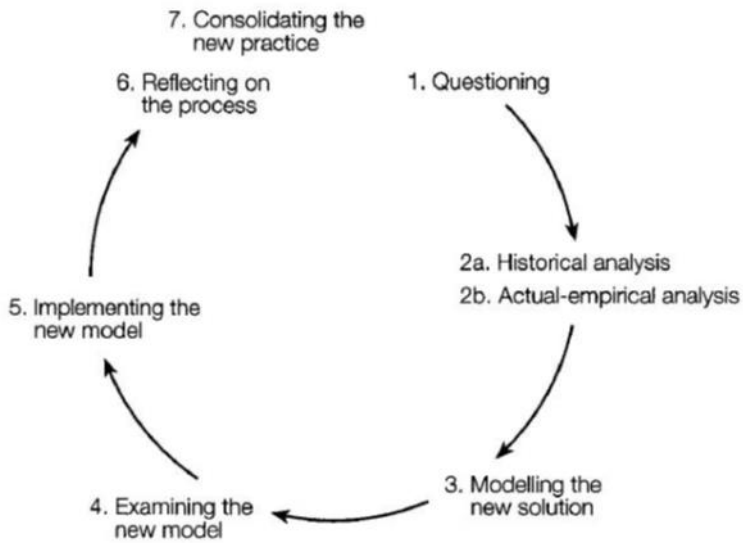 7. Consolidating the
new practice
6. Reflecting on
the process
1. Questioning
2a. Historical analysis
2b. Actual-empirical analysis
5. Implementing the
new model
3. Modelling the
new solution
4. Examining the
new model